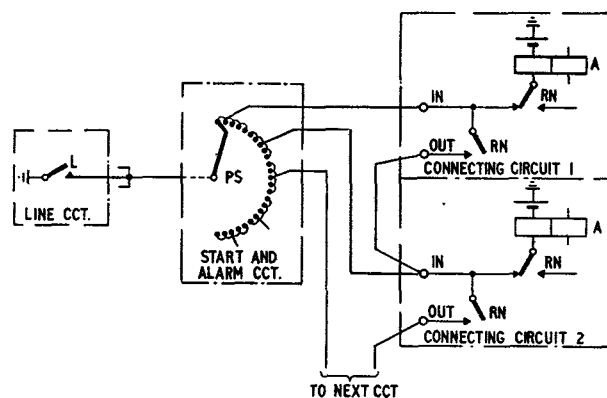 A
IN
RN
OUT
RN
CONNECTING CIRCUIT 1
L
LINE CCT.
PS
START AND
ALARM CCT.
A
IN
RN
OUT
RN
CONNECTING CIRCUIT 2
TO NEXT CCT